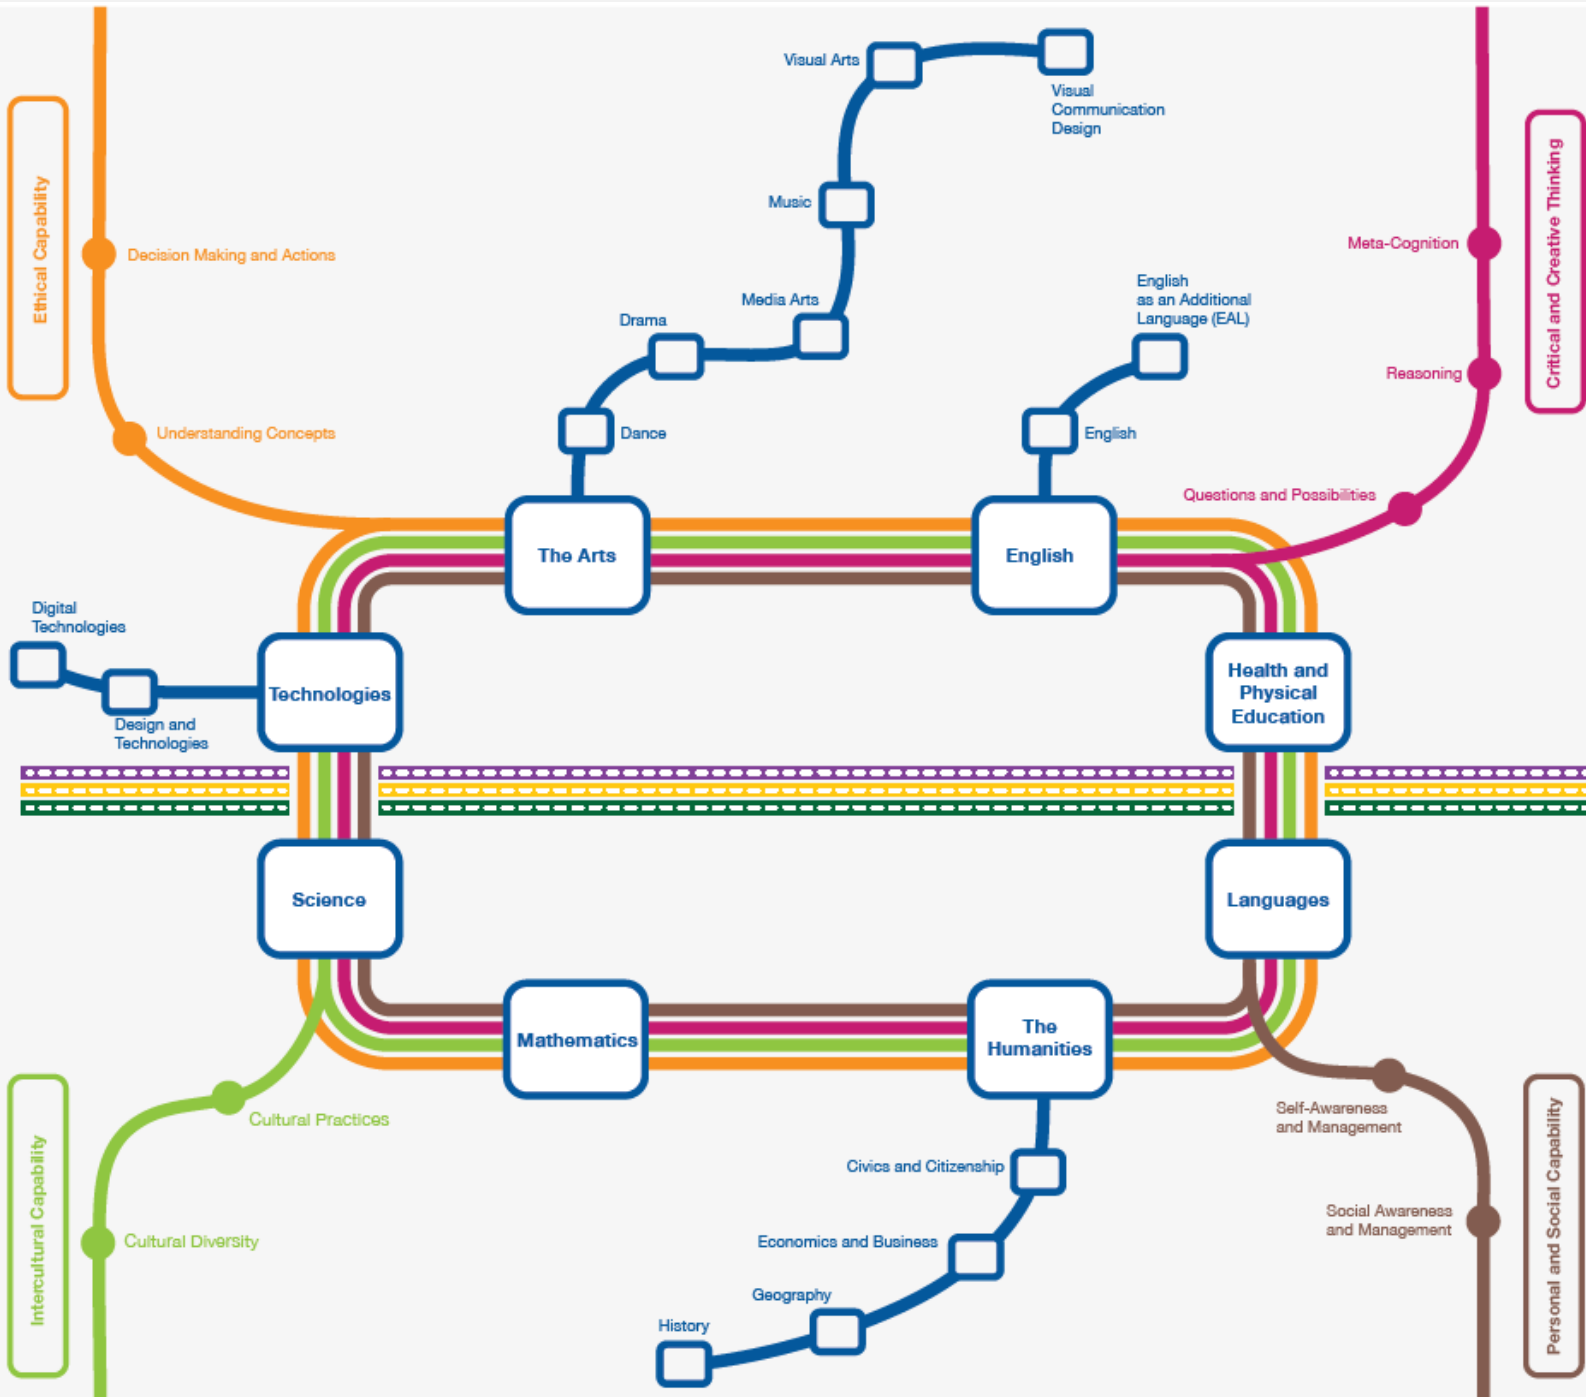 Visual Arts
Visual
Communication
Design
Ethical Capability
Critical and Creative Thinking
Music
Decision Making and Actions
Meta-Cognition
English
as an Additional
Language (EAL)
Media Arts
Drama
Reasoning
Understanding Concepts
Dance
English
Questions and Possibilities
The Arts
English
Digital
Technologies
Technologies
Health and
Physical
Education
Design and
Technologies
Science
Languages
Mathematics
The
Humanities
Cultural Practices
Self-Awareness
and Management
Intercultural Capability
Personal and Social Capability
Civics and Citizenship
Social Awareness
and Management
Cultural Diversity
Economics and Business
Geography
History